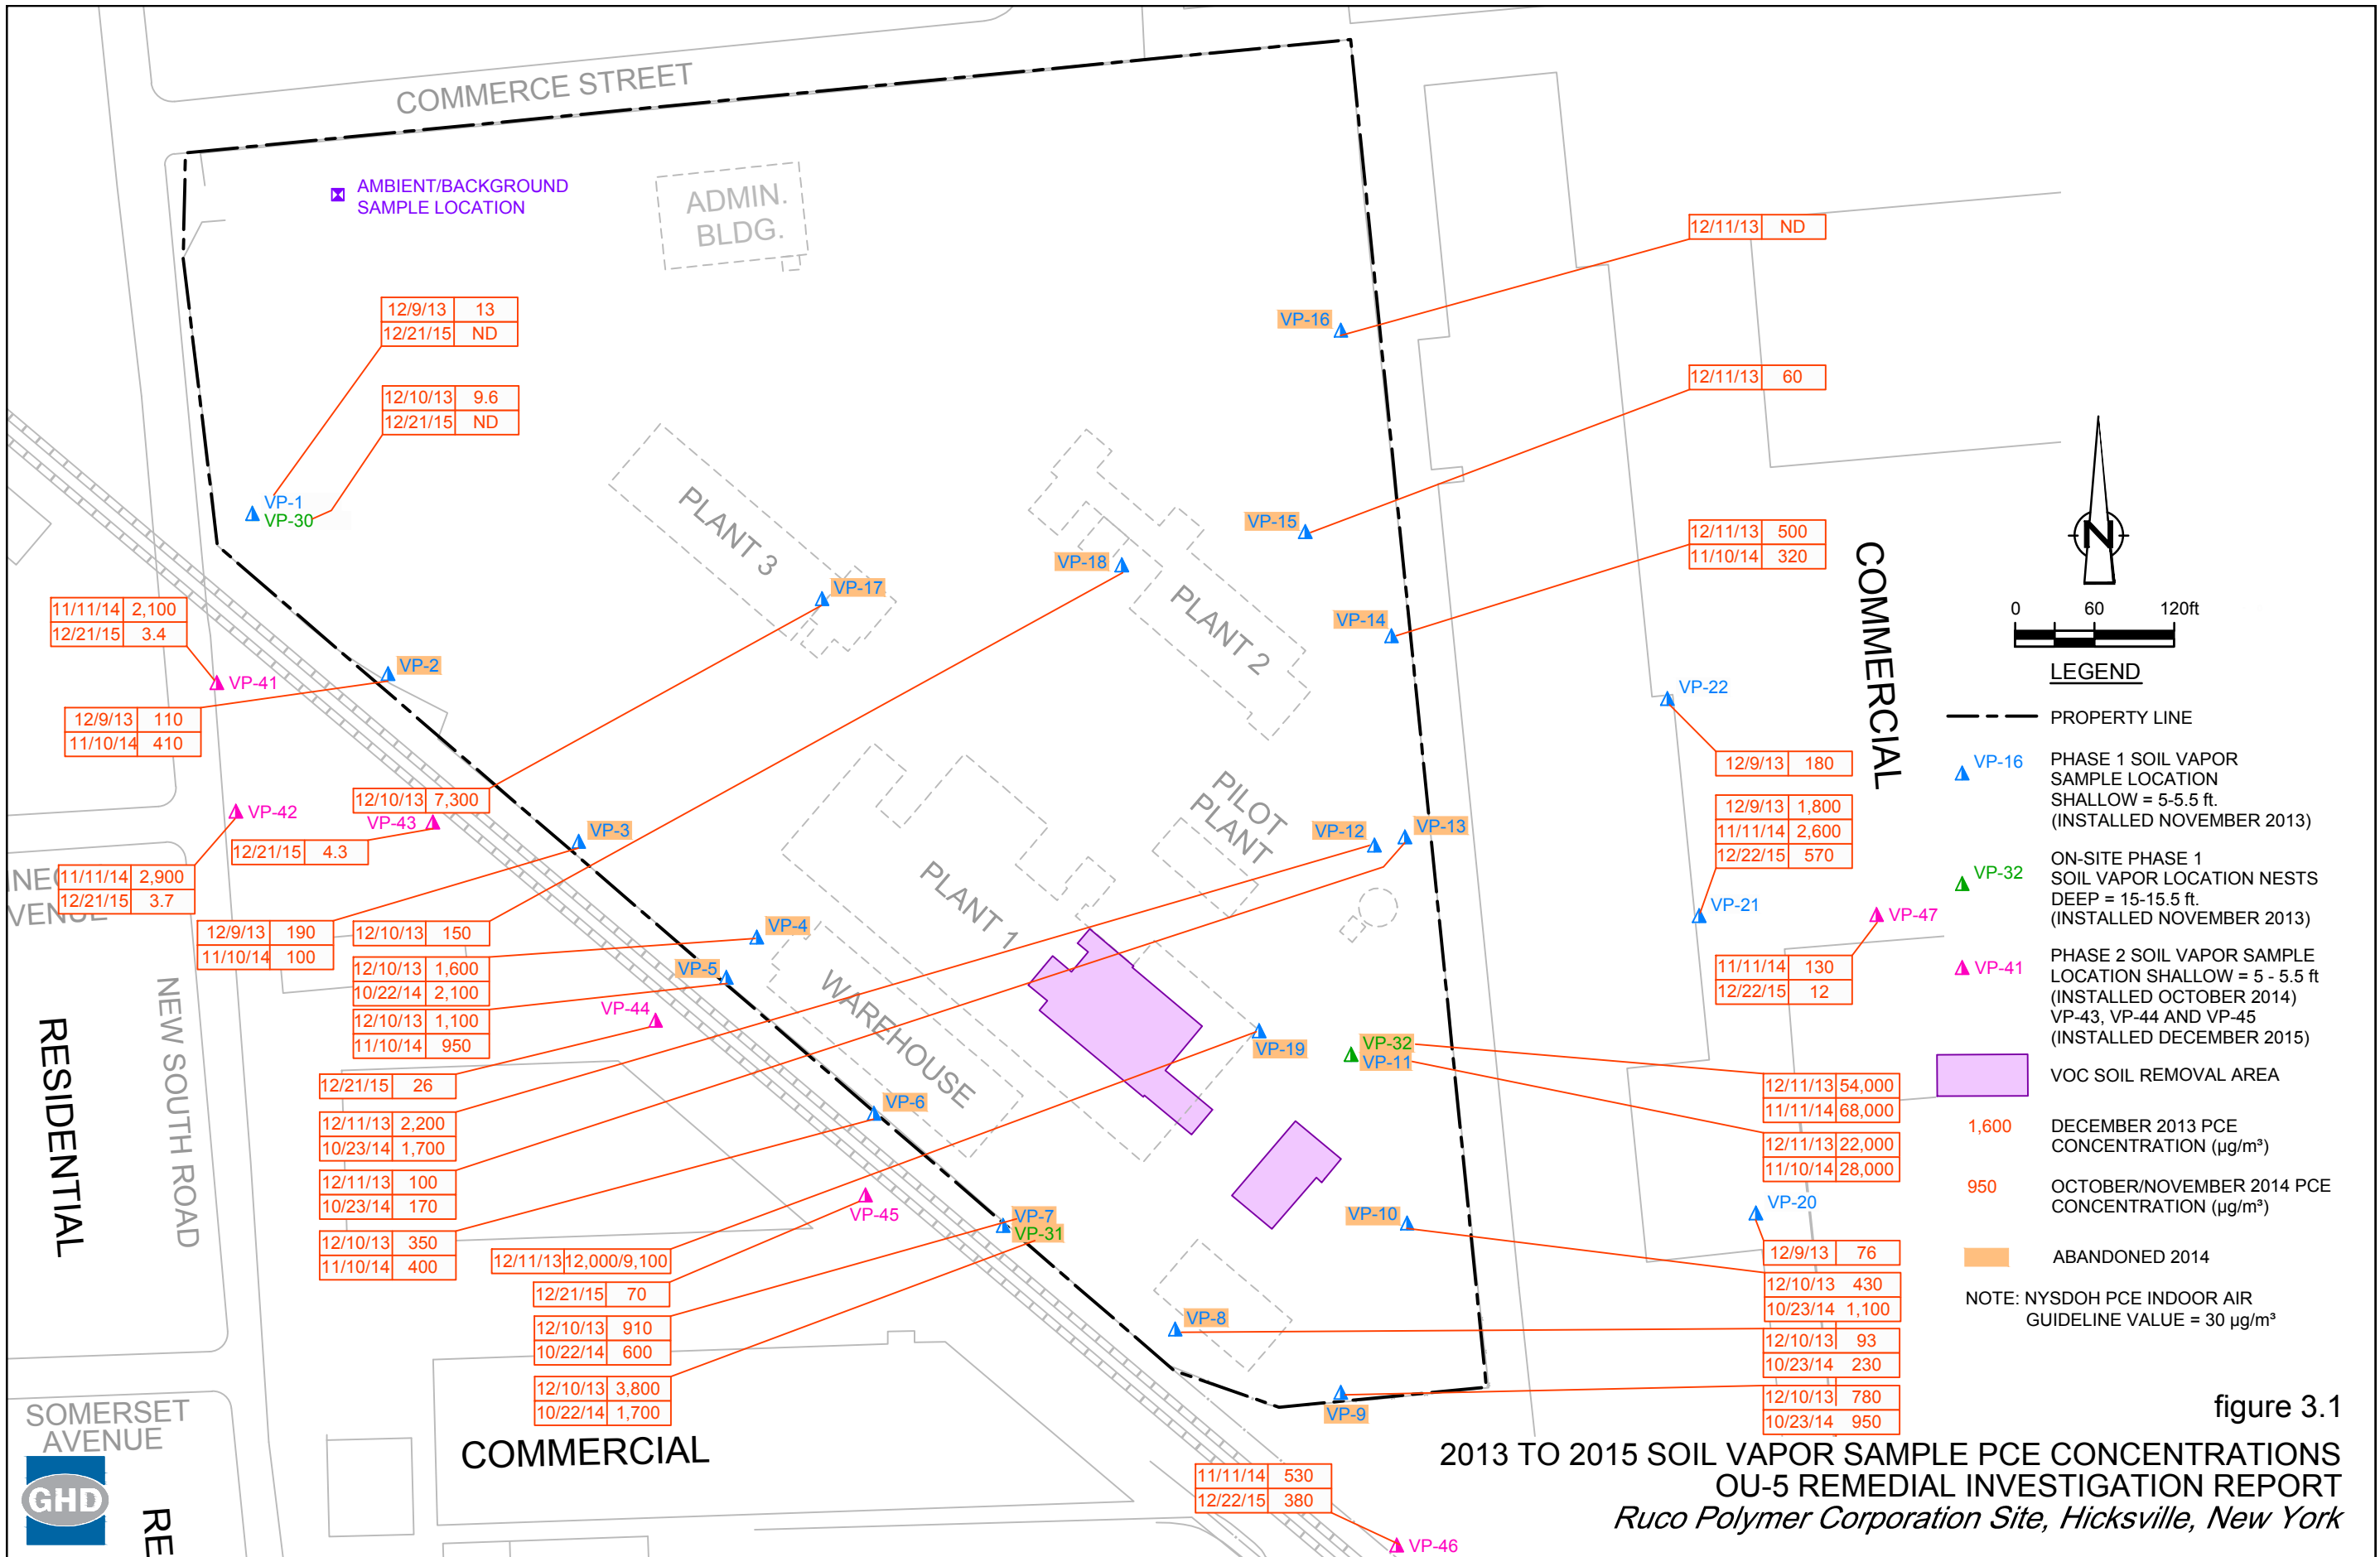 COMMERCE STREET
AMBIENT/BACKGROUND
SAMPLE LOCATION
ADMIN.
BLDG.
12/11/13 ND
12/9/13 13
12/21/15 ND
VP-16
12/11/13 60
12/10/13 9.6
12/21/15 ND
VP-1
VP-30
PLANT 3
VP-15
12/11/13 500
11/10/14 320
VP-18
VP-17
PLANT 2
VP-14
COMMERCIAL
N
0 60 120ft
11/11/14 2,100
12/21/15 3.4
VP-41
VP-2
12/9/13 110
11/10/14 410
VP-22
12/9/13 180
12/10/13 7,300
VP-43
VP-42
12/21/15 4.3
VP-3
PILOT
PLANT
VP-12
VP-13
12/9/13 1,800
11/11/14 2,600
12/22/15 570
VP-21
VP-47
11/11/14 130
12/22/15 12
INE
VENUE
11/11/14 2,900
12/21/15 3.7
12/9/13 190
11/10/14 100
12/10/13 150
VP-4
PLANT 1
12/10/13 1,600
10/22/14 2,100
VP-5
12/10/13 1,100
11/10/14 950
VP-44
WAREHOUSE
RESIDENTIAL
NEW SOUTH ROAD
VP-19
VP-32
VP-11
12/21/15 26
12/11/13 2,200
10/23/14 1,700
VP-6
12/11/13 54,000
11/11/14 68,000
12/11/13 22,000
11/10/14 28,000
12/11/13 100
10/23/14 170
12/10/13 350
11/10/14 400
VP-45
VP-7
VP-31
VP-10
VP-20
12/11/13 12,000/9,100
12/21/15 70
12/10/13 910
10/22/14 600
12/10/13 3,800
10/22/14 1,700
12/9/13 76
12/10/13 430
10/23/14 1,100
VP-8
12/10/13 93
10/23/14 230
12/10/13 780
10/23/14 950
VP-9
SOMERSET
AVENUE
COMMERCIAL
11/11/14 530
12/22/15 380
VP-46
GHD
RE
LEGEND
PROPERTY LINE
VP-16 PHASE 1 SOIL VAPOR
SAMPLE LOCATION
SHALLOW = 5-5.5 ft.
(INSTALLED NOVEMBER 2013)
VP-32 ON-SITE PHASE 1
SOIL VAPOR LOCATION NESTS
DEEP = 15-15.5 ft.
(INSTALLED NOVEMBER 2013)
VP-41 PHASE 2 SOIL VAPOR SAMPLE
LOCATION SHALLOW = 5 - 5.5 ft
(INSTALLED OCTOBER 2014)
VP-43, VP-44 AND VP-45
(INSTALLED DECEMBER 2015)
VOC SOIL REMOVAL AREA
1,600 DECEMBER 2013 PCE
CONCENTRATION (µg/m³)
950 OCTOBER/NOVEMBER 2014 PCE
CONCENTRATION (µg/m³)
ABANDONED 2014
NOTE: NYSDOH PCE INDOOR AIR
GUIDELINE VALUE = 30 µg/m³
figure 3.1
2013 TO 2015 SOIL VAPOR SAMPLE PCE CONCENTRATIONS
OU-5 REMEDIAL INVESTIGATION REPORT
Ruco Polymer Corporation Site, Hicksville, New York